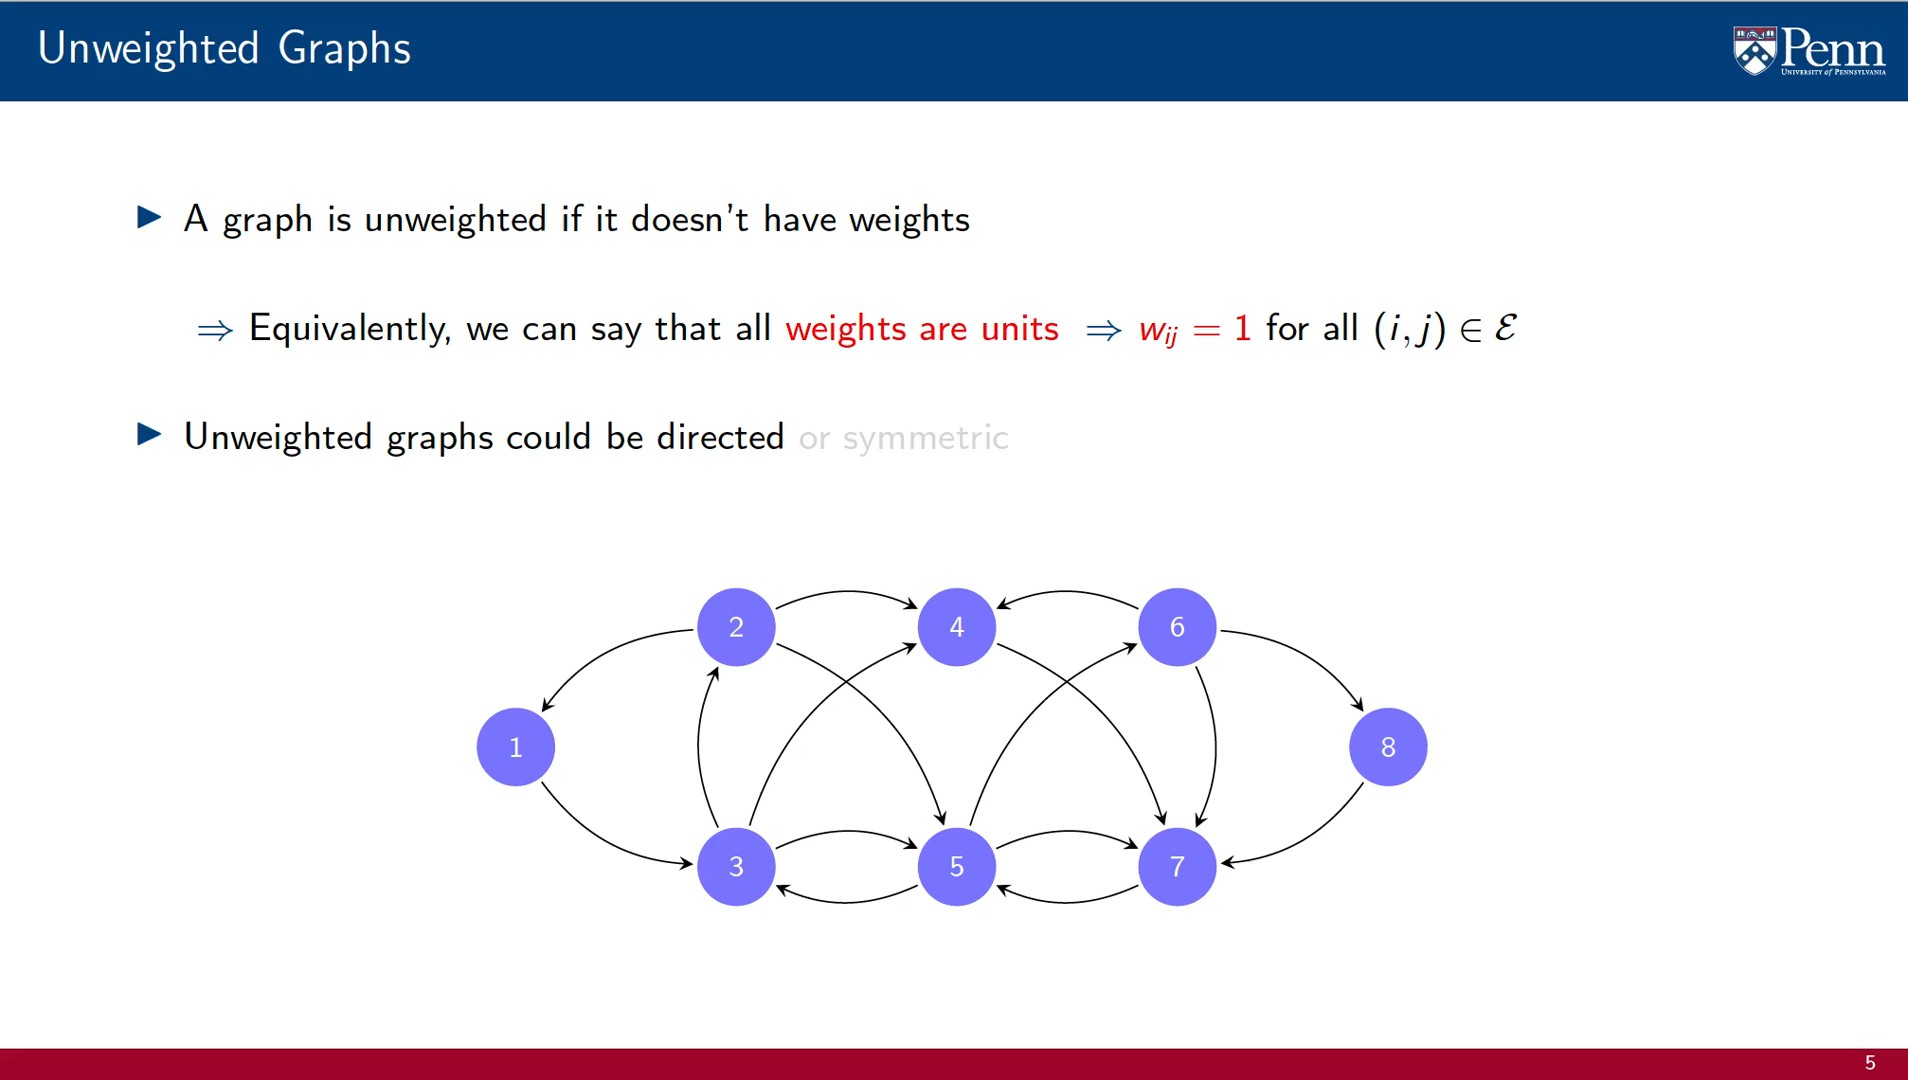 Unweighted Graphs
Penn
UNIVERSITY of PENNSYLVANIA
▶ A graph is unweighted if it doesn't have weights
⇒ Equivalently, we can say that all weights are units ⇒ wᵢⱼ = 1 for all (i, j) ∈ ℰ
▶ Unweighted graphs could be directed or symmetric
2 4 6
1 8
3 5 7
5